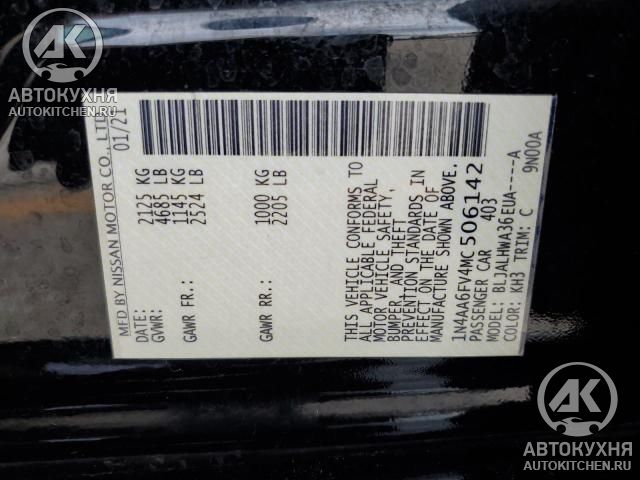 AK
АВТОКУХНЯ
AUTOKITCHEN.RU
MFD BY NISSAN MOTOR CO., LTD.
DATE: 01/21
GVWR: 2125 KG
4685 LB
GAWR FR.: 1145 KG
2524 LB
GAWR RR.: 1000 KG
2205 LB
THIS VEHICLE CONFORMS TO
ALL APPLICABLE FEDERAL
MOTOR VEHICLE SAFETY,
BUMPER, AND THEFT
PREVENTION STANDARDS IN
EFFECT ON THE DATE OF
MANUFACTURE SHOWN ABOVE.
1N4AA6FV4MC506142
PASSENGER CAR 403
MODEL: BLJALHWA36EUA----A
COLOR: KH3 TRIM: C 9N00A
AK
АВТОКУХНЯ
AUTOKITCHEN.RU